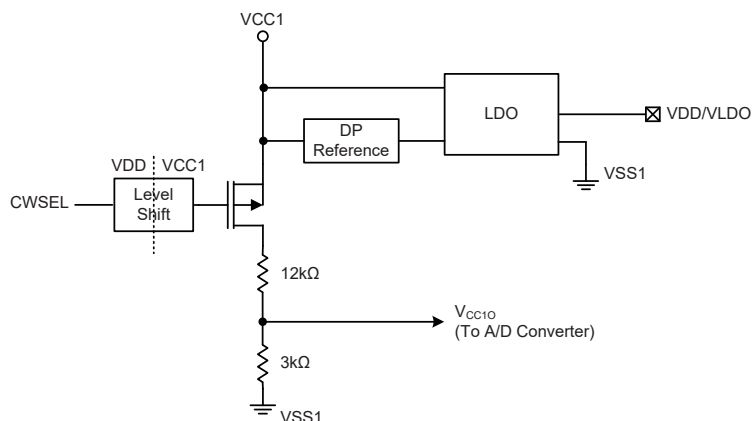 VCC1
LDO
VDD/VLDO
DP
Reference
VSS1
VDD
VCC1
CWSEL
Level
Shift
12kΩ
VCC1O
(To A/D Converter)
3kΩ
VSS1